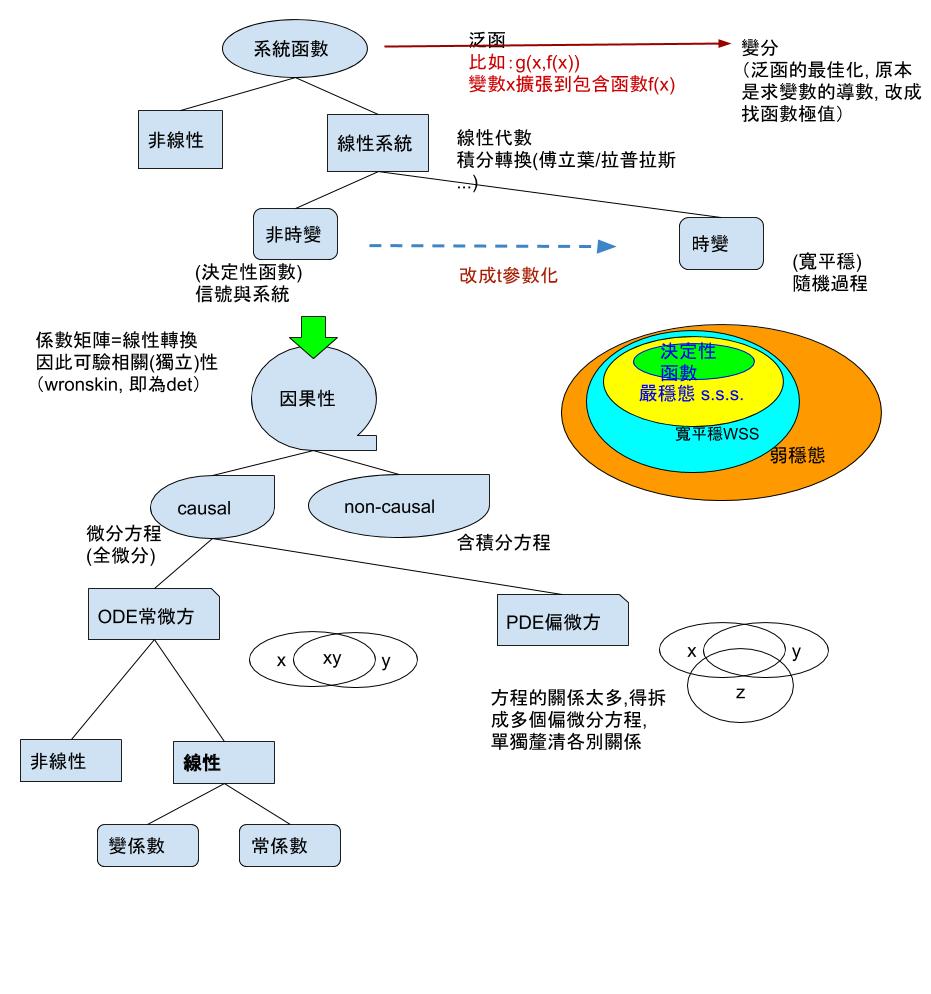 系統函數
泛函
比如：g(x,f(x))
變數x擴張到包含函數f(x)
變分
（泛函的最佳化, 原本
是求變數的導數, 改成
找函數極值）
非線性
線性系統
線性代數
積分轉換(傅立葉/拉普拉斯
...)
非時變
時變
(決定性函數)
信號與系統
改成t參數化
(寬平穩)
隨機過程
係數矩陣=線性轉換
因此可驗相關(獨立)性
（wronskin, 即為det）
因果性
決定性
函數
嚴穩態 s.s.s.
寬平穩WSS
弱穩態
causal
non-causal
微分方程
(全微分)
含積分方程
ODE常微方
PDE偏微方
x
xy
y
x
y
z
方程的關係太多,得拆
成多個偏微分方程,
單獨釐清各別關係
非線性
線性
變係數
常係數